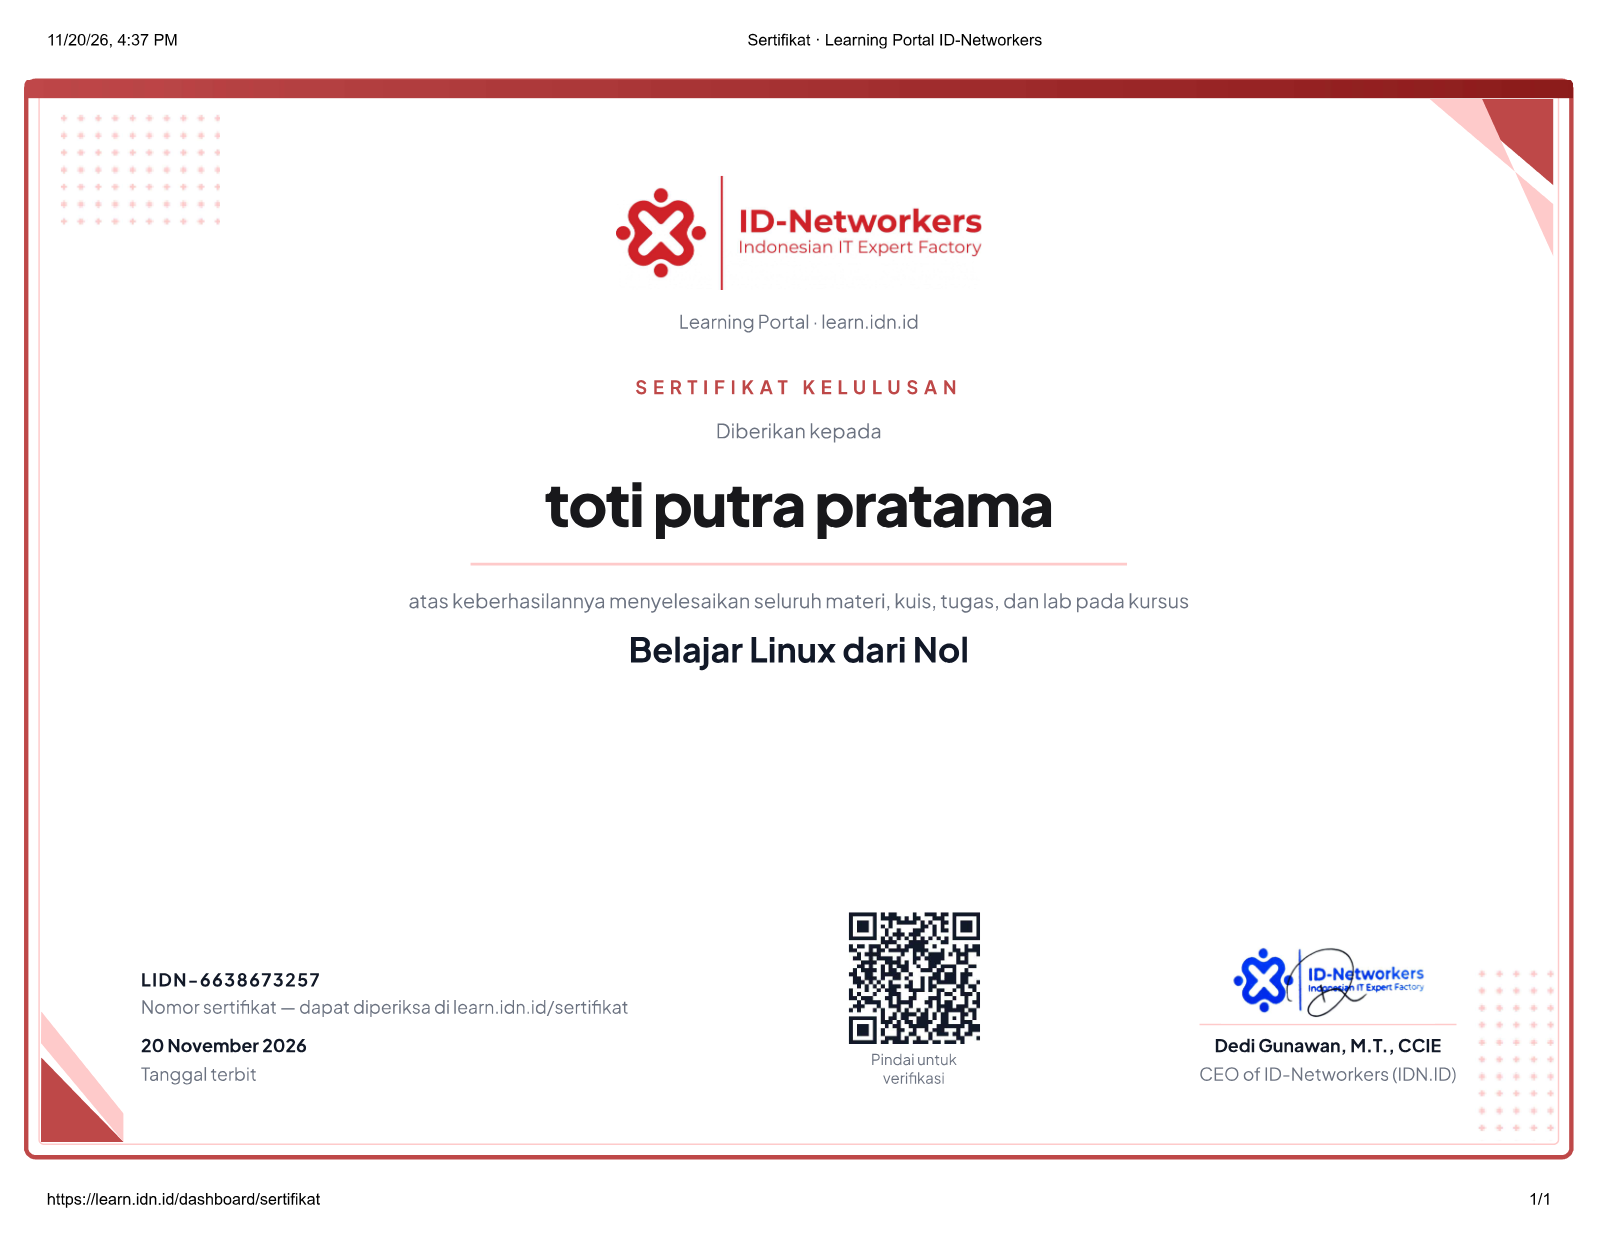 11/20/26, 4:37 PM
Sertifikat · Learning Portal ID-Networkers
ID-Networkers
Indonesian IT Expert Factory
Learning Portal · learn.idn.id
SERTIFIKAT KELULUSAN
Diberikan kepada
toti putra pratama
atas keberhasilannya menyelesaikan seluruh materi, kuis, tugas, dan lab pada kursus
Belajar Linux dari Nol
LIDN-6638673257
Nomor sertifikat — dapat diperiksa di learn.idn.id/sertifikat
20 November 2026
Tanggal terbit
Pindai untuk
verifikasi
ID-Networkers
Indonesian IT Expert Factory
Dedi Gunawan, M.T., CCIE
CEO of ID-Networkers (IDN.ID)
https://learn.idn.id/dashboard/sertifikat
1/1